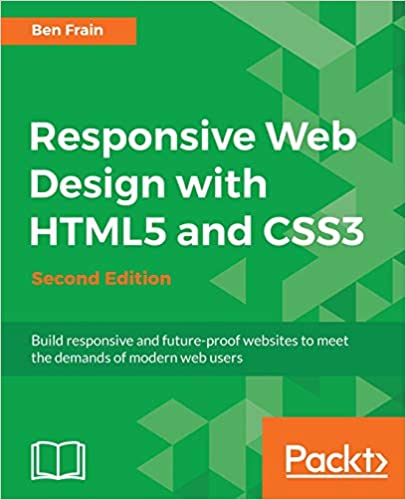 Ben Frain
Responsive Web
Design with
HTML5 and CSS3
Second Edition
Build responsive and future-proof websites to meet
the demands of modern web users
Packt>